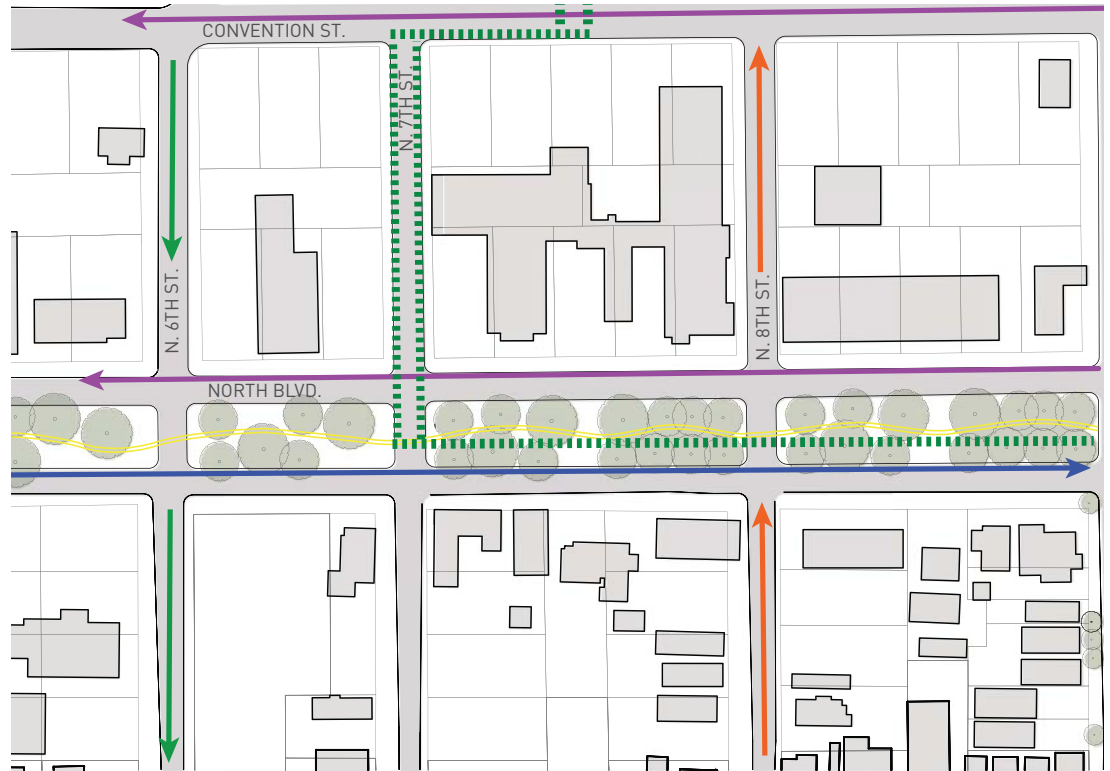 CONVENTION ST.
N. 7TH ST.
N. 6TH ST.
N. 8TH ST.
NORTH BLVD.